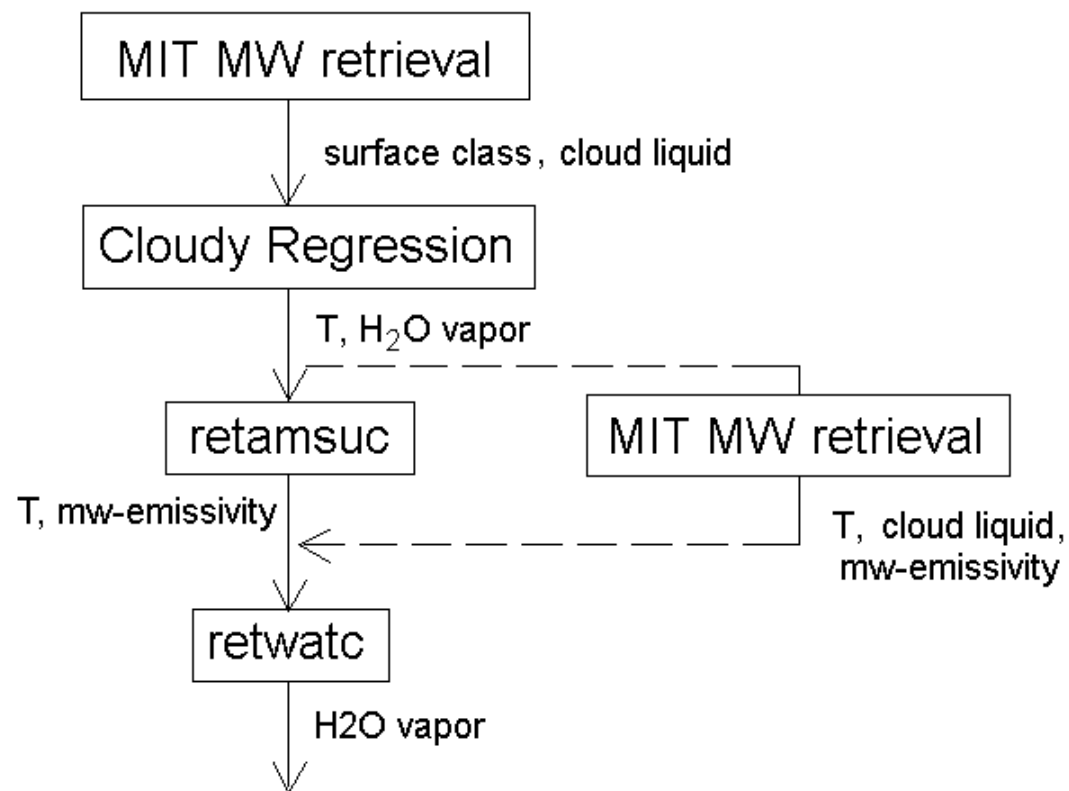 MIT MW retrieval
surface class, cloud liquid
Cloudy Regression
T, H₂O vapor
retamsuc
MIT MW retrieval
T, mw-emissivity
T, cloud liquid,
mw-emissivity
retwatc
H2O vapor